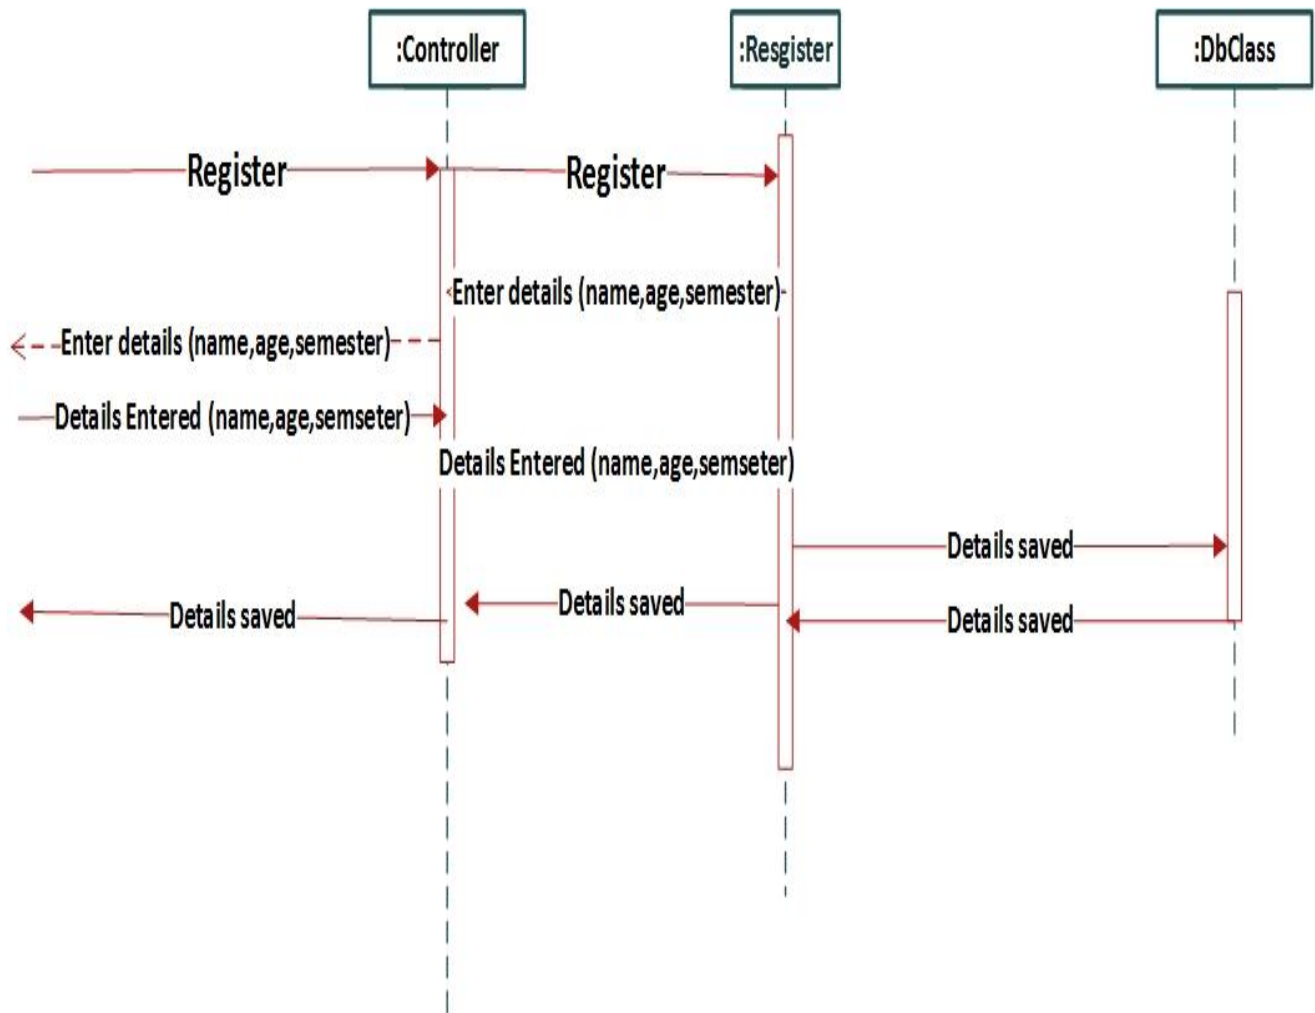 :Controller
:Resgister
:DbClass
Register
Register
Enter details (name,age,semester)
Enter details (name,age,semester)
Details Entered (name,age,semseter)
Details Entered (name,age,semseter)
Details saved
Details saved
Details saved
Details saved